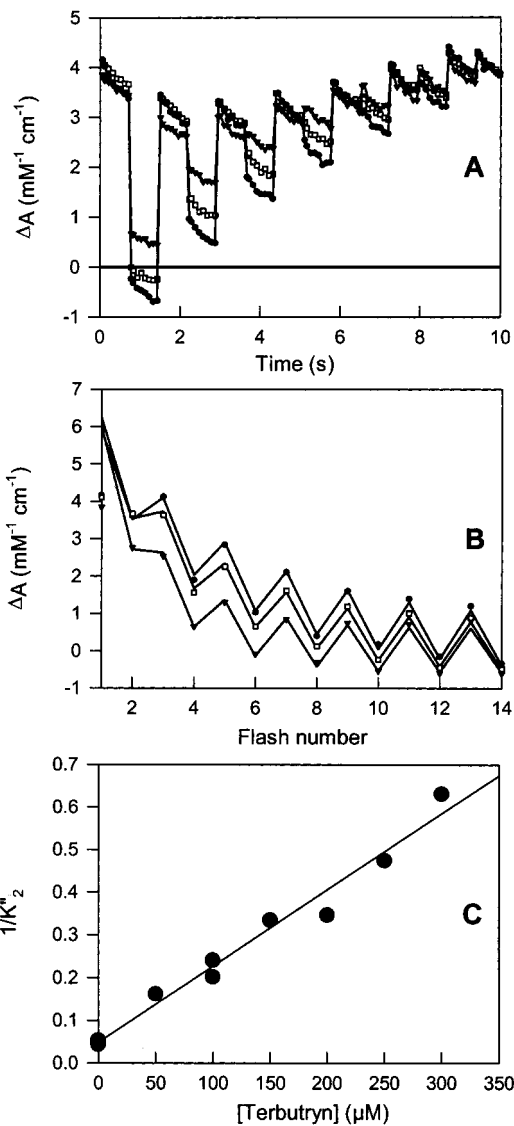 5
4
3
2
1
0
-1
ΔA (mM⁻¹ cm⁻¹)
A
0 2 4 6 8 10
Time (s)
7
6
5
4
3
2
1
0
-1
ΔA (mM⁻¹ cm⁻¹)
B
2 4 6 8 10 12 14
Flash number
0.7
0.6
0.5
0.4
0.3
0.2
0.1
0.0
1/K"₂
C
0 50 100 150 200 250 300 350
[Terbutryn] (µM)